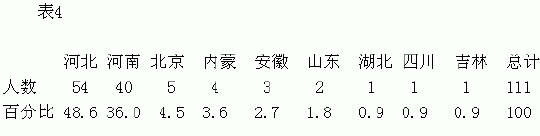 表4
河北 河南 北京 内蒙 安徽 山东 湖北 四川 吉林 总计
人数 54 40 5 4 3 2 1 1 1 111
百分比 48.6 36.0 4.5 3.6 2.7 1.8 0.9 0.9 0.9 100